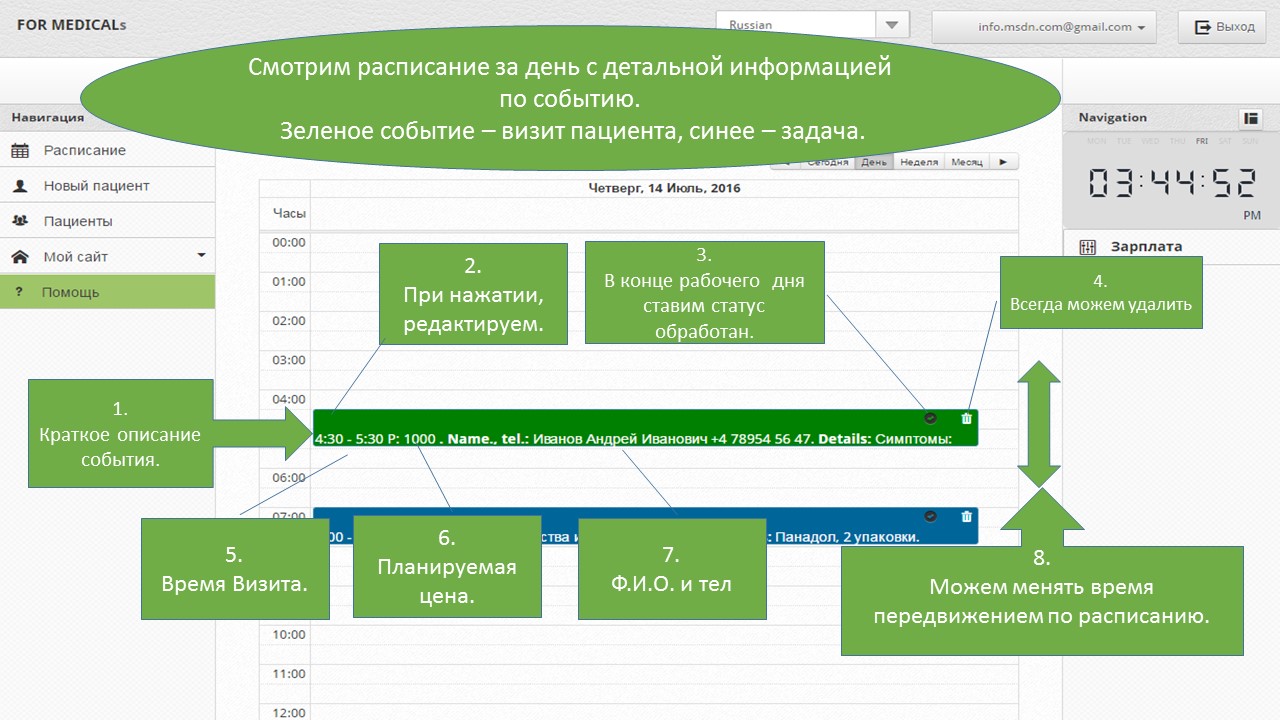 FOR MEDICALs
Russian
info.msdn.com@gmail.com
Выход
Смотрим расписание за день с детальной информацией
по событию.
Зеленое событие – визит пациента, синее – задача.
Навигация
Расписание
Новый пациент
Пациенты
Мой сайт
? Помощь
Navigation
MON TUE WED THU FRI SAT SUN
03:44:52
PM
Зарплата
Сегодня День Неделя Месяц
Четверг, 14 Июль, 2016
Часы
00:00
01:00
02:00
03:00
04:00
06:00
07:00
10:00
11:00
12:00
2.
При нажатии,
редактируем.
3.
В конце рабочего дня
ставим статус
обработан.
4.
Всегда можем удалить
1.
Краткое описание
события.
4:30 - 5:30 P: 1000 . Name., tel.: Иванов Андрей Иванович +4 78954 56 47. Details: Симптомы:
00 -
ства и
: Панадол, 2 упаковки.
5.
Время Визита.
6.
Планируемая
цена.
7.
Ф.И.О. и тел
8.
Можем менять время
передвижением по расписанию.